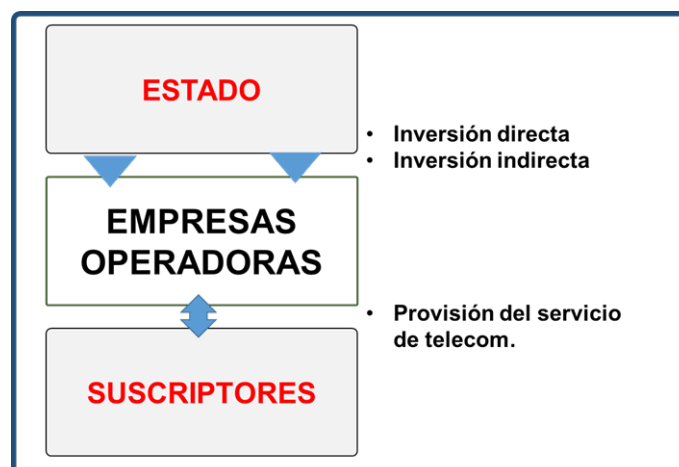 ESTADO
• Inversión directa
• Inversión indirecta
EMPRESAS
OPERADORAS
• Provisión del servicio
de telecom.
SUSCRIPTORES